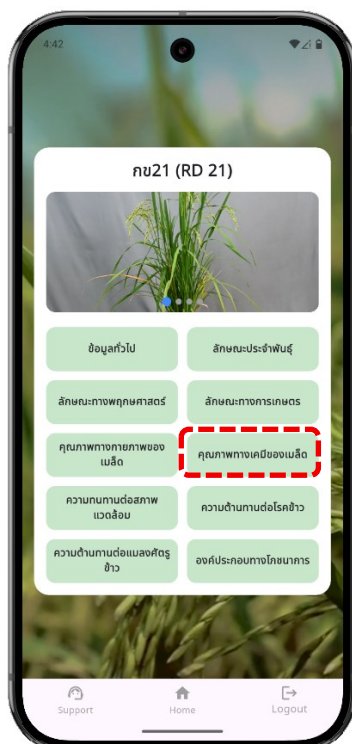 4:42
กข21 (RD 21)
ข้อมูลทั่วไป
ลักษณะประจำพันธุ์
ลักษณะทางพฤกษศาสตร์
ลักษณะทางการเกษตร
คุณภาพทางกายภาพของ
เมล็ด
คุณภาพทางเคมีของเมล็ด
ความทนทานต่อสภาพ
แวดล้อม
ความต้านทานต่อโรคข้าว
ความต้านทานต่อแมลงศัตรู
ข้าว
องค์ประกอบทางโภชนาการ
Support
Home
Logout